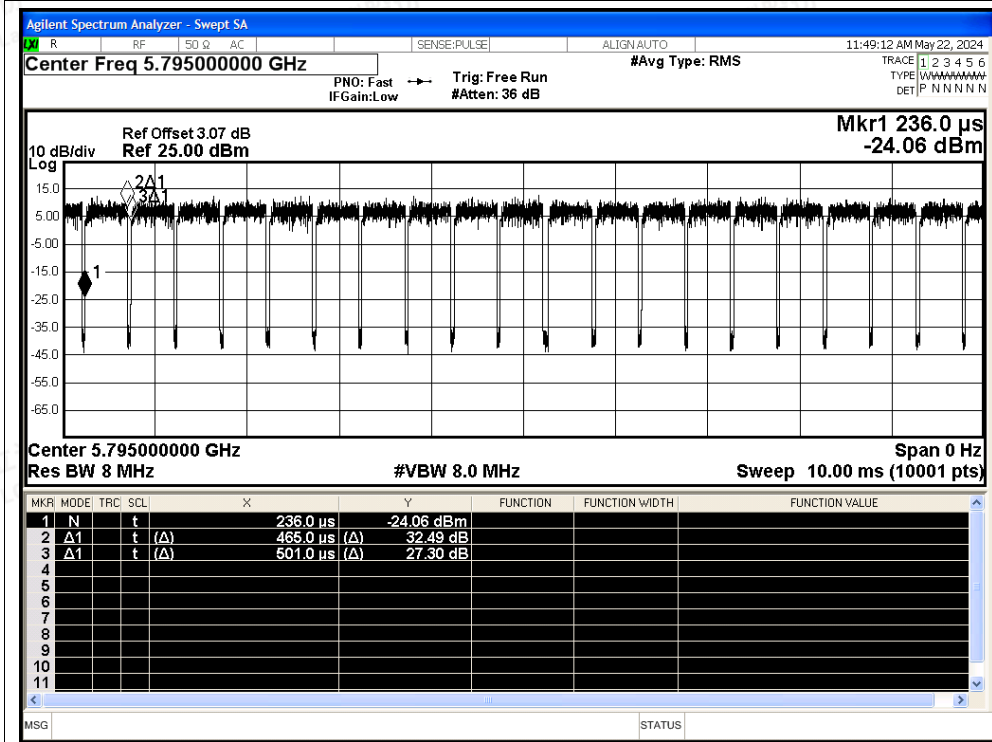 Agilent Spectrum Analyzer - Swept SA
LXI R RF 50 Ω AC SENSE:PULSE ALIGN AUTO 11:49:12 AM May 22, 2024
Center Freq 5.795000000 GHz #Avg Type: RMS TRACE 1 2 3 4 5 6
PNO: Fast Trig: Free Run TYPE
IFGain:Low #Atten: 36 dB DET P N N N N N
Mkr1 236.0 µs
Ref Offset 3.07 dB
10 dB/div Ref 25.00 dBm -24.06 dBm
Log
15.0
2Δ1
3Δ1
5.00
-5.00
-15.0
1
-25.0
-35.0
-45.0
-55.0
-65.0
Center 5.795000000 GHz Span 0 Hz
Res BW 8 MHz #VBW 8.0 MHz Sweep 10.00 ms (10001 pts)
MKR MODE TRC SCL X Y FUNCTION FUNCTION WIDTH FUNCTION VALUE
1 N t 236.0 µs -24.06 dBm
2 Δ1 t (Δ) 465.0 µs (Δ) 32.49 dB
3 Δ1 t (Δ) 501.0 µs (Δ) 27.30 dB
4
5
6
7
8
9
10
11
MSG STATUS